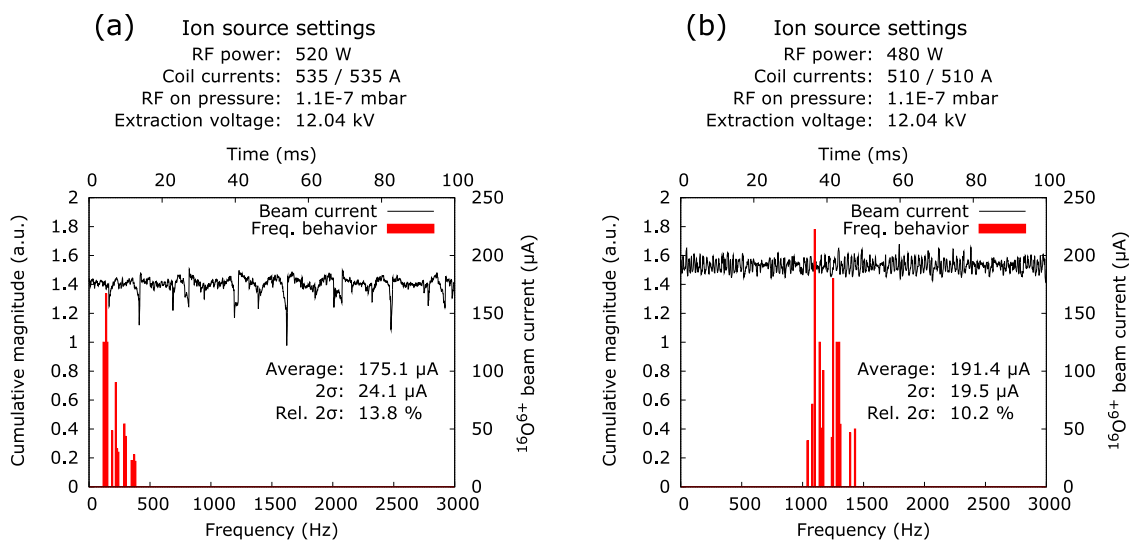 (a) Ion source settings
RF power: 520 W
Coil currents: 535 / 535 A
RF on pressure: 1.1E-7 mbar
Extraction voltage: 12.04 kV
Time (ms)
0 20 40 60 80 100
Beam current
Freq. behavior
2
1.8
1.6
1.4
1.2
1
0.8
0.6
0.4
0.2
0
Cumulative magnitude (a.u.)
250
200
150
100
50
0
¹⁶O⁶⁺ beam current (µA)
Average: 175.1 µA
2σ: 24.1 µA
Rel. 2σ: 13.8 %
0 500 1000 1500 2000 2500 3000
Frequency (Hz)
(b) Ion source settings
RF power: 480 W
Coil currents: 510 / 510 A
RF on pressure: 1.1E-7 mbar
Extraction voltage: 12.04 kV
Time (ms)
0 20 40 60 80 100
Beam current
Freq. behavior
2
1.8
1.6
1.4
1.2
1
0.8
0.6
0.4
0.2
0
Cumulative magnitude (a.u.)
250
200
150
100
50
0
¹⁶O⁶⁺ beam current (µA)
Average: 191.4 µA
2σ: 19.5 µA
Rel. 2σ: 10.2 %
0 500 1000 1500 2000 2500 3000
Frequency (Hz)